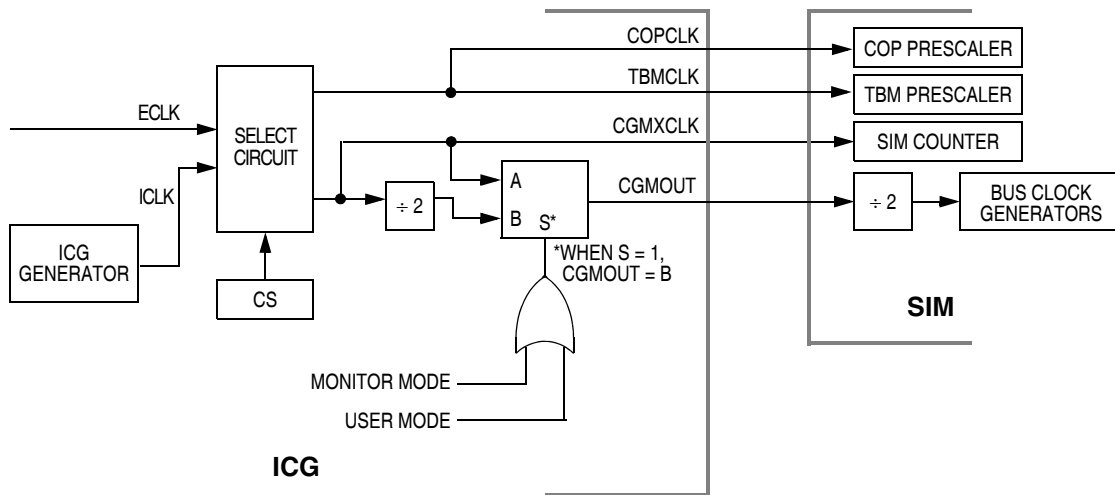 COPCLK
COP PRESCALER
TBMCLK
TBM PRESCALER
ECLK
SELECT
CIRCUIT
CGMXCLK
SIM COUNTER
ICLK
÷ 2
A
B S*
CGMOUT
÷ 2
BUS CLOCK
GENERATORS
ICG
GENERATOR
*WHEN S = 1,
CGMOUT = B
CS
SIM
MONITOR MODE
USER MODE
ICG